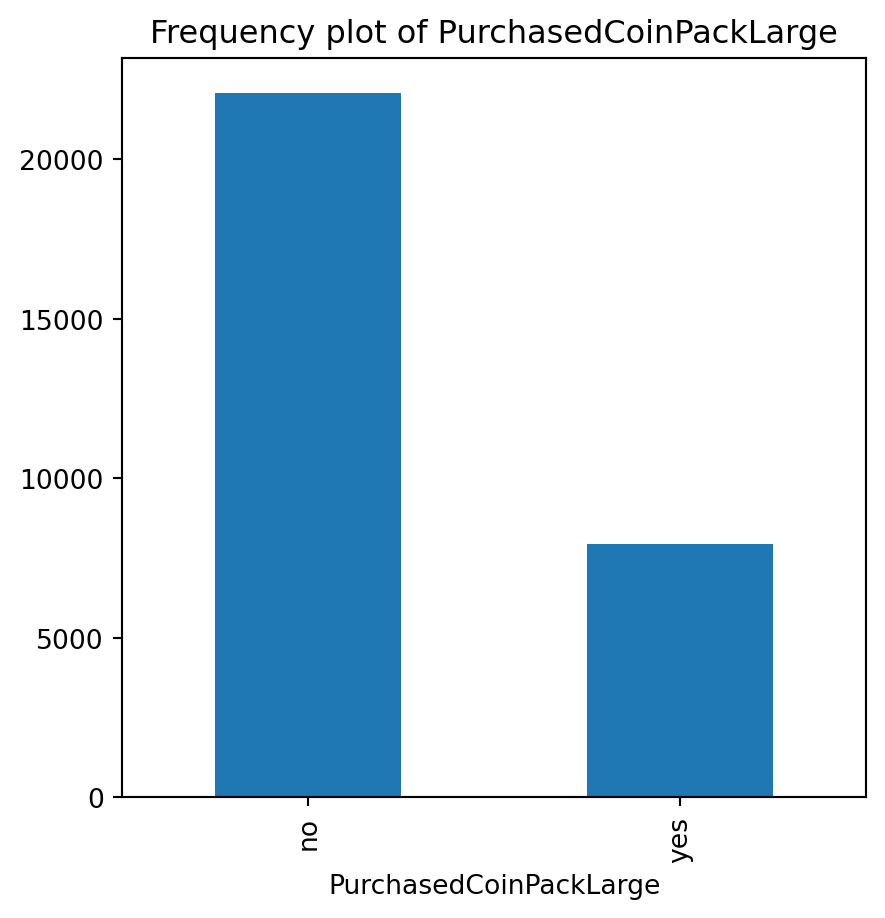 Frequency plot of PurchasedCoinPackLarge
20000
15000
10000
5000
0
no
yes
PurchasedCoinPackLarge